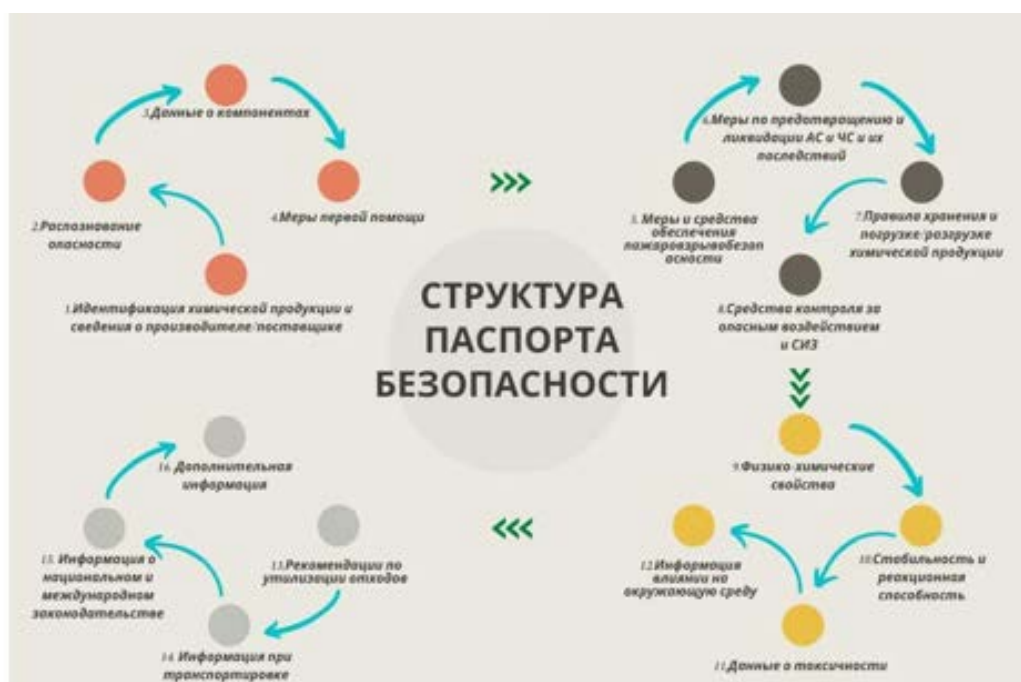 СТРУКТУРА
ПАСПОРТА
БЕЗОПАСНОСТИ
1.Идентификация химической продукции и
сведения о производителе/поставщике
2.Распознование
опасности
3.Данные о компонентах
4.Меры первой помощи
5. Меры и средства
обеспечения
пожаровзрывобезоп
асности
6.Меры по предотвращению и
ликвидации АС и ЧС и их
последствий
7.Правила хранения и
погрузке/разгрузке
химической продукции
8.Средства контроля за
опасным воздействием
и СИЗ
9.Физико-химические
свойства
10.Стабильность и
реакционная
способность
11.Данные о токсичности
12.Информация
влиянии на
окружающую среду
13.Рекомендации по
утилизации отходов
14. Информация при
транспортировке
15. Информация о
национальном и
международном
законодательстве
16. Дополнительная
информация